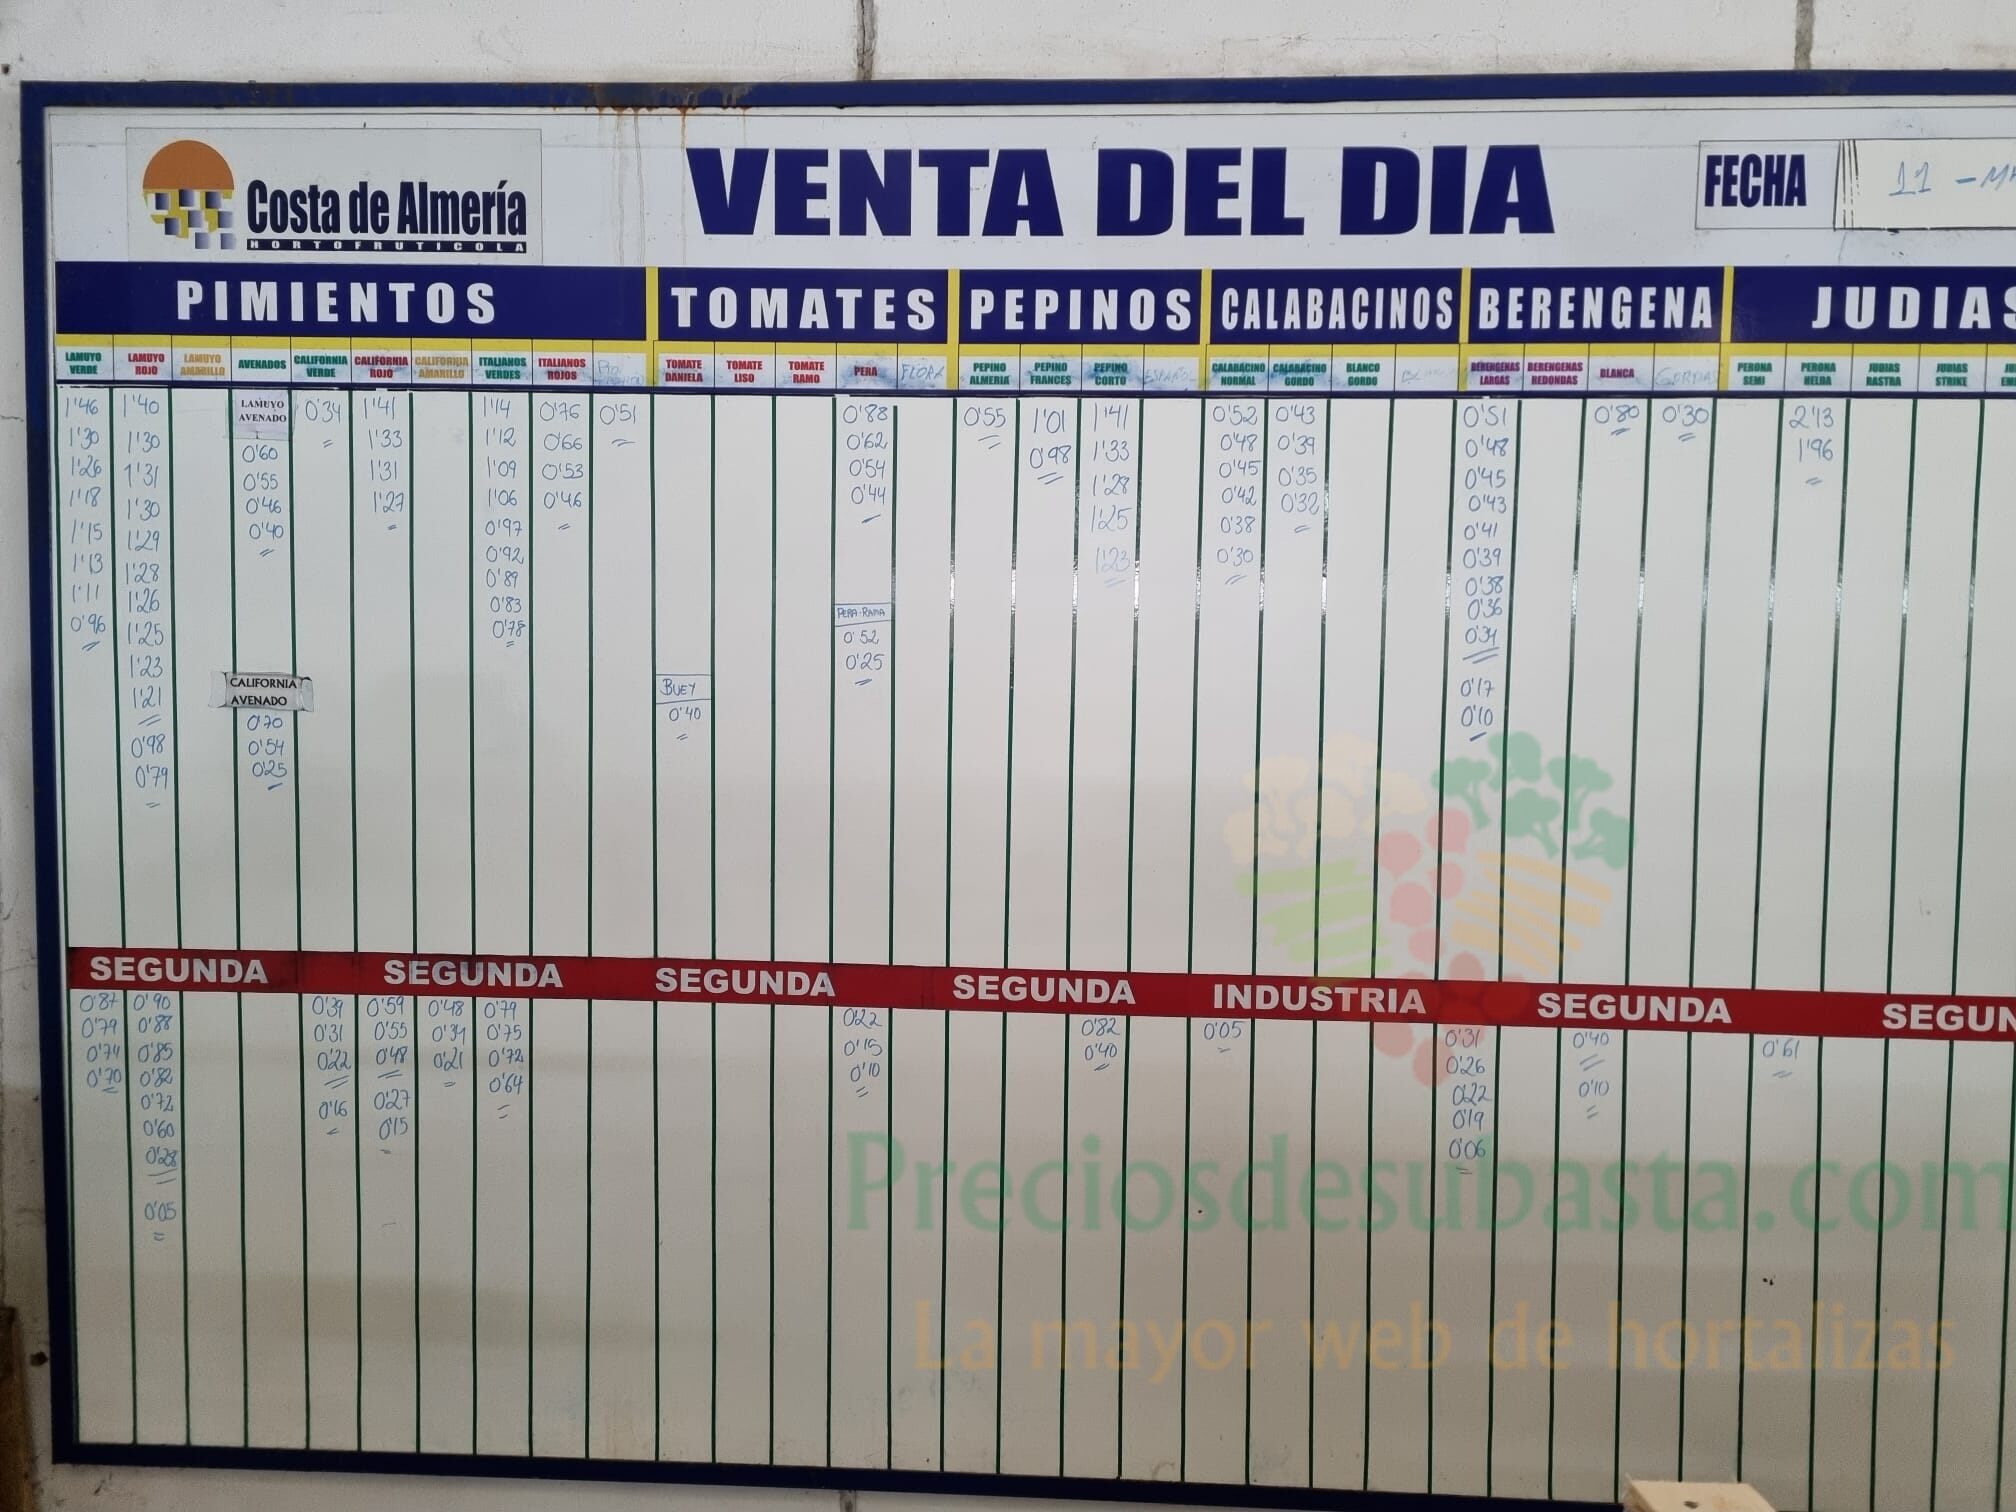 Costa de Almería
HORTOFRUTICOLA
VENTA DEL DIA
FECHA
11 - MA
PIMIENTOS
TOMATES
PEPINOS
CALABACINOS
BERENGENA
JUDIAS
LAMUYO VERDE
LAMUYO ROJO
LAMUYO AMARILLO
AVENADOS
CALIFORNIA VERDE
CALIFORNIA ROJO
CALIFORNIA AMARILLO
ITALIANOS VERDES
ITALIANOS ROJOS
TOMATE DANIELA
TOMATE LISO
TOMATE RAMO
PERA
FLORA
PEPINO ALMERIA
PEPINO FRANCES
PEPINO CORTO
ESPAÑOL
CALABACINO NORMAL
CALABACINO GORDO
BLANCO GORDO
BERENGENAS LARGAS
BERENGENAS REDONDAS
BLANCA
GORDAS
PERONA SEMI
PERONA HELDA
JUDIAS RASTRA
JUDIAS STRIKE
1'46
1'30
1'26
1'18
1'15
1'13
1'11
0'96
1'40
1'30
1'31
1'30
1'29
1'28
1'26
1'25
1'23
1'21
0'98
0'79
LAMUYO
AVENADO
0'60
0'55
0'46
0'40
CALIFORNIA
AVENADO
0'70
0'54
0'25
0'34
1'41
1'33
1'31
1'27
1'14
1'12
1'09
1'06
0'97
0'92
0'89
0'83
0'78
0'76
0'66
0'53
0'46
0'51
BUEY
0'40
0'88
0'62
0'54
0'44
PERA-RAMA
0'52
0'25
0'55
1'01
0'98
1'41
1'33
1'28
1'25
1'23
0'52
0'48
0'45
0'42
0'38
0'30
0'43
0'39
0'35
0'32
0'51
0'48
0'45
0'43
0'41
0'39
0'38
0'36
0'34
0'17
0'10
0'80
0'30
2'13
1'96
SEGUNDA
SEGUNDA
SEGUNDA
SEGUNDA
INDUSTRIA
SEGUNDA
SEGUN
0'87
0'79
0'74
0'70
0'90
0'88
0'85
0'82
0'72
0'60
0'28
0'05
0'39
0'31
0'22
0'16
0'59
0'55
0'48
0'27
0'15
0'48
0'34
0'21
0'79
0'75
0'72
0'64
0'22
0'15
0'10
0'82
0'40
0'05
0'31
0'26
0'22
0'19
0'06
0'40
0'10
0'61
Preciosdesubasta.com
La mayor web de hortalizas